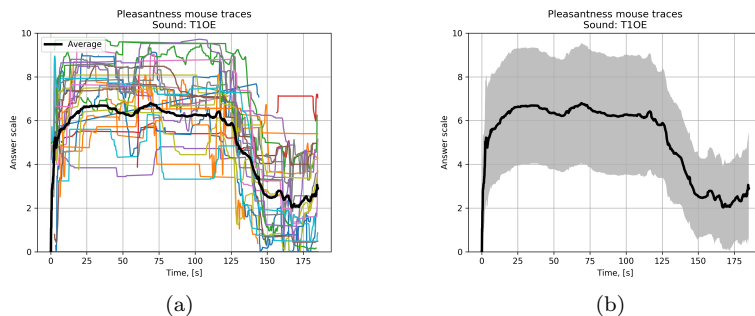 Pleasantness mouse traces
Sound: T1OE
Average
Answer scale
0
2
4
6
8
10
0
25
50
75
100
125
150
175
Time, [s]
(a)
Pleasantness mouse traces
Sound: T1OE
Answer scale
0
2
4
6
8
10
0
25
50
75
100
125
150
175
Time, [s]
(b)